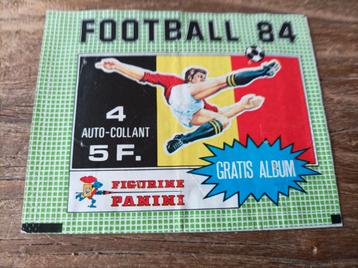 FOOTBALL 84
4
AUTO-COLLANT
5 F.
GRATIS ALBUM
FIGURINE
PANINI